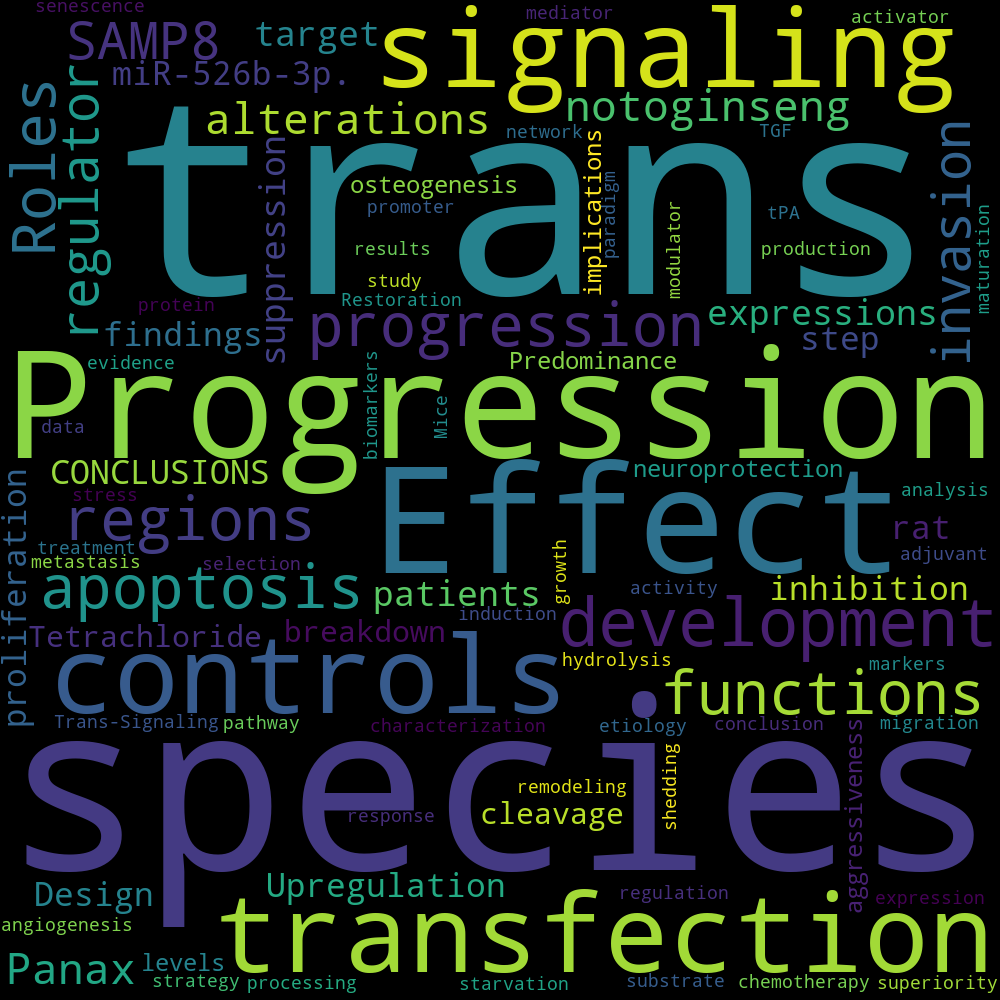 senescence
mediator
activator
SAMP8
target
signaling
miR-526b-3p.
Roles
regulator
alterations
notoginseng
network
TGF
trans
suppression
implications
paradigm
invasion
osteogenesis
promoter
tPA
modulator
maturation
results
production
study
Restoration
protein
findings
progression
expressions
step
evidence
Predominance
Progression
biomarkers
Mice
data
CONCLUSIONS
Effect
neuroprotection
proliferation
stress
regions
analysis
rat
treatment
metastasis
selection
growth
adjuvant
apoptosis
patients
activity
inhibition
induction
Tetrachloride
breakdown
development
controls
hydrolysis
markers
.
functions
Trans-Signaling
pathway
characterization
etiology
conclusion
migration
species
shedding
aggressiveness
remodeling
response
cleavage
Design
Upregulation
regulation
expression
transfection
angiogenesis
Panax
levels
strategy
processing
starvation
substrate
chemotherapy
superiority